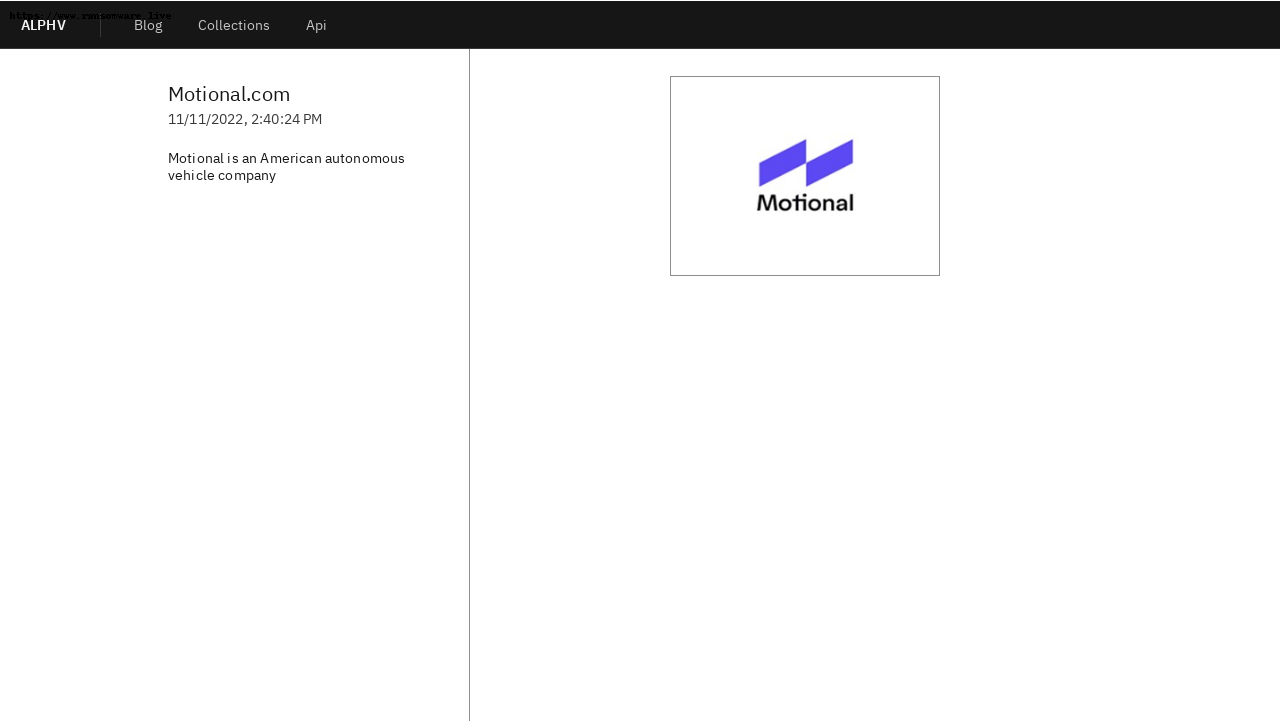 https://www.ransomware.live
ALPHV
Blog
Collections
Api
Motional.com
11/11/2022, 2:40:24 PM
Motional is an American autonomous
vehicle company
Motional